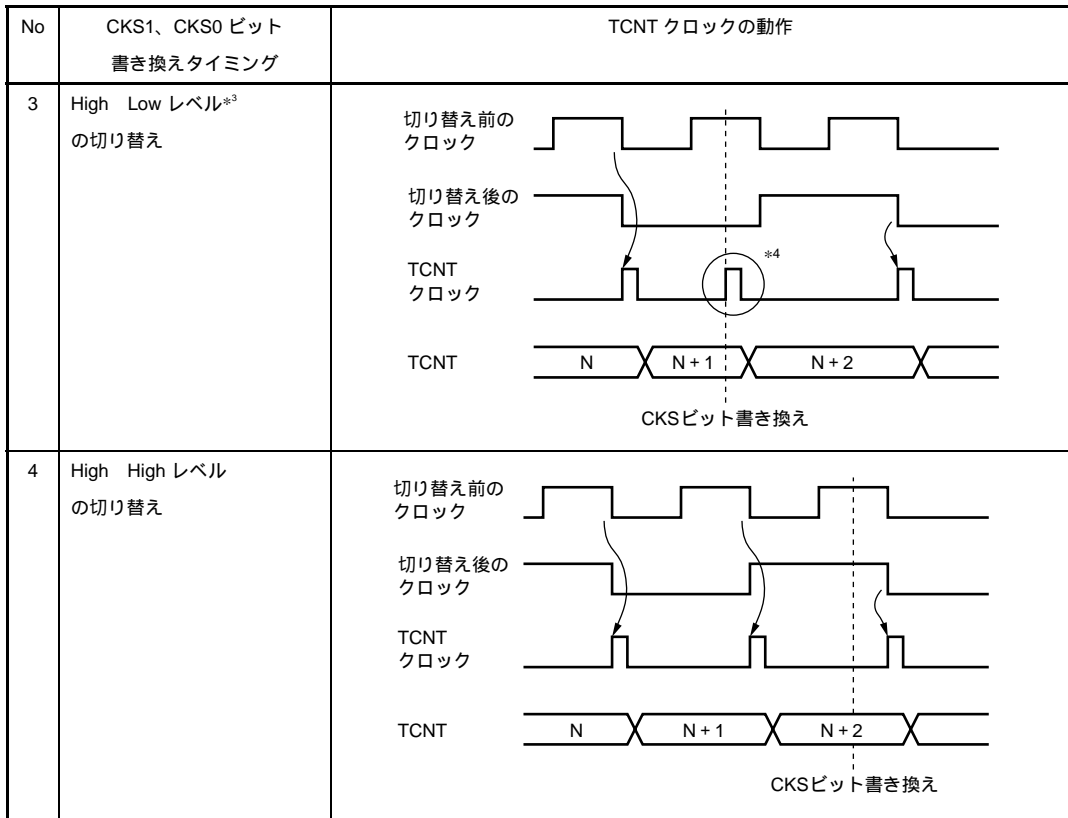 No CKS1、CKS0 ビット 書き換えタイミング TCNT クロックの動作
3 High Low レベル*3
の切り替え
切り替え前の
クロック
切り替え後の
クロック
*4
TCNT
クロック
TCNT N N + 1 N + 2
CKSビット書き換え
4 High High レベル
の切り替え
切り替え前の
クロック
切り替え後の
クロック
TCNT
クロック
TCNT N N + 1 N + 2
CKSビット書き換え